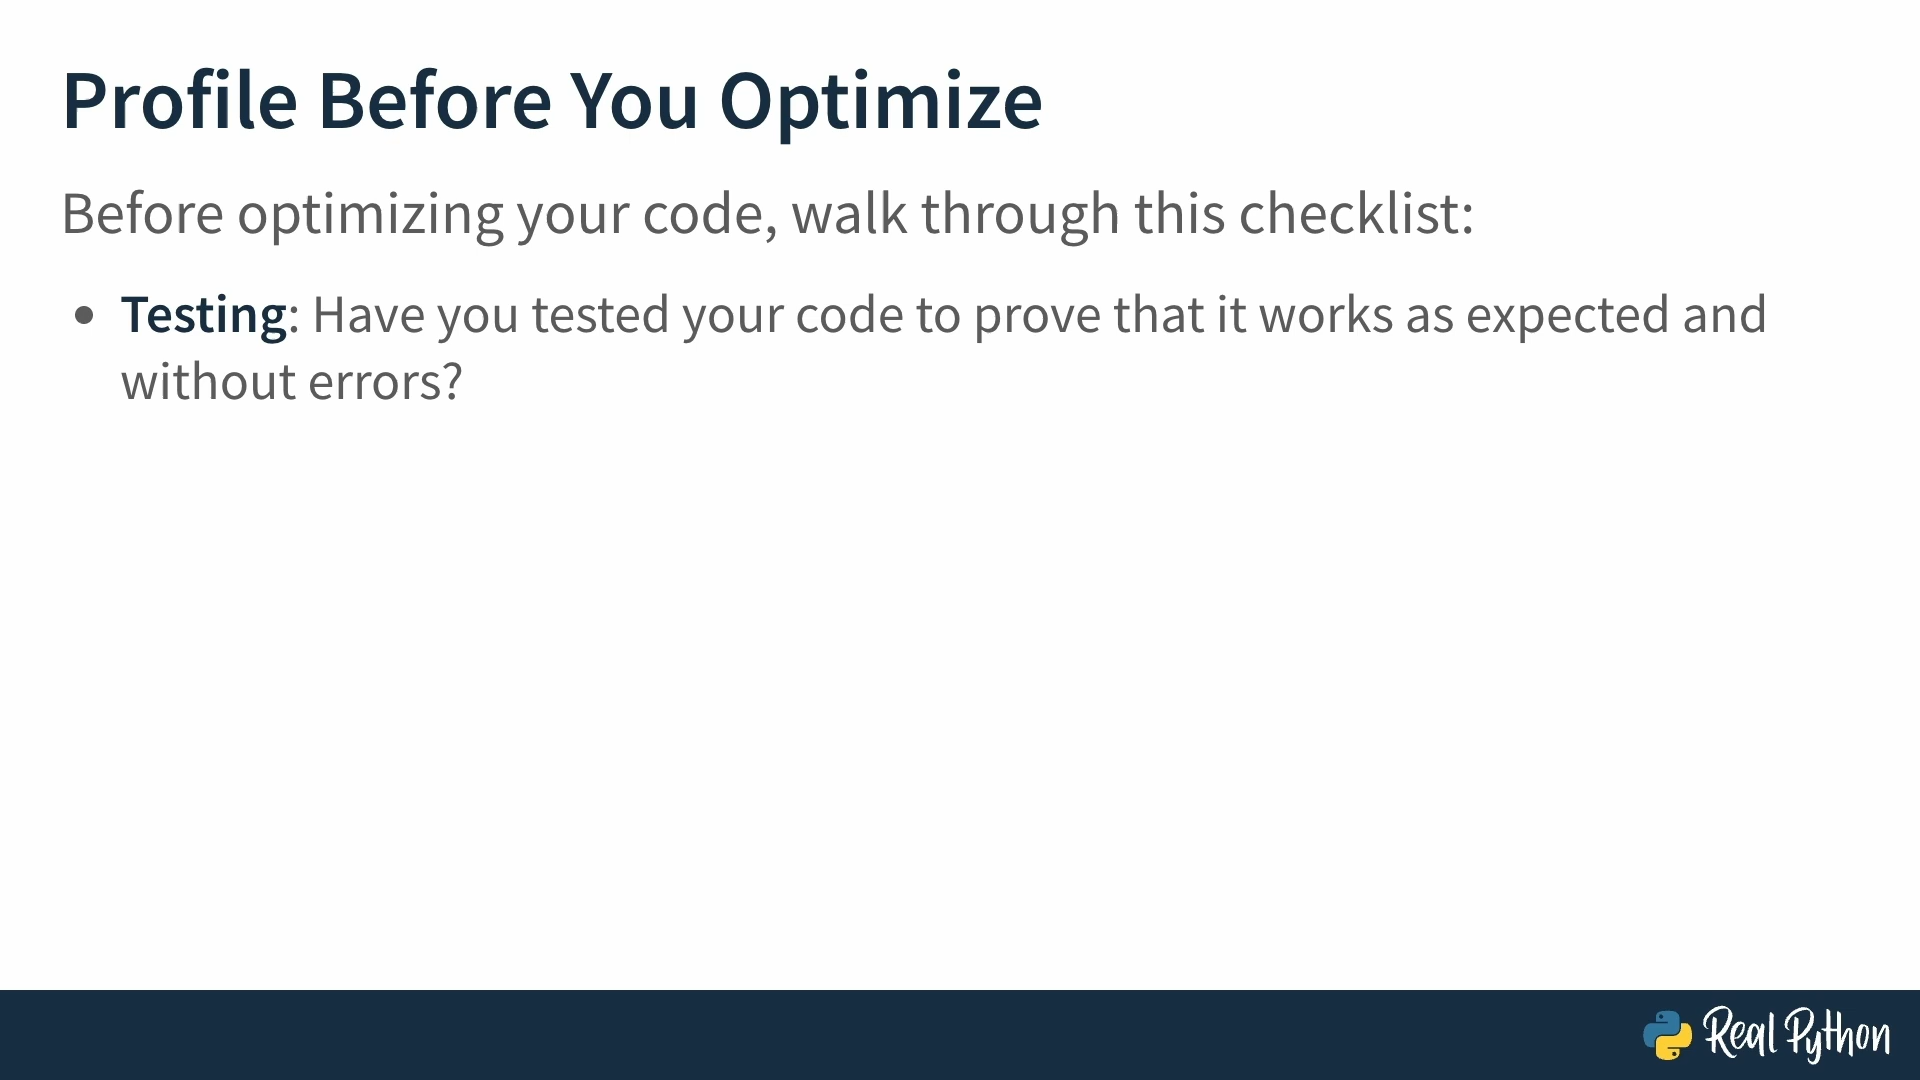 Profile Before You Optimize
Before optimizing your code, walk through this checklist:
• Testing: Have you tested your code to prove that it works as expected and
without errors?
Real Python